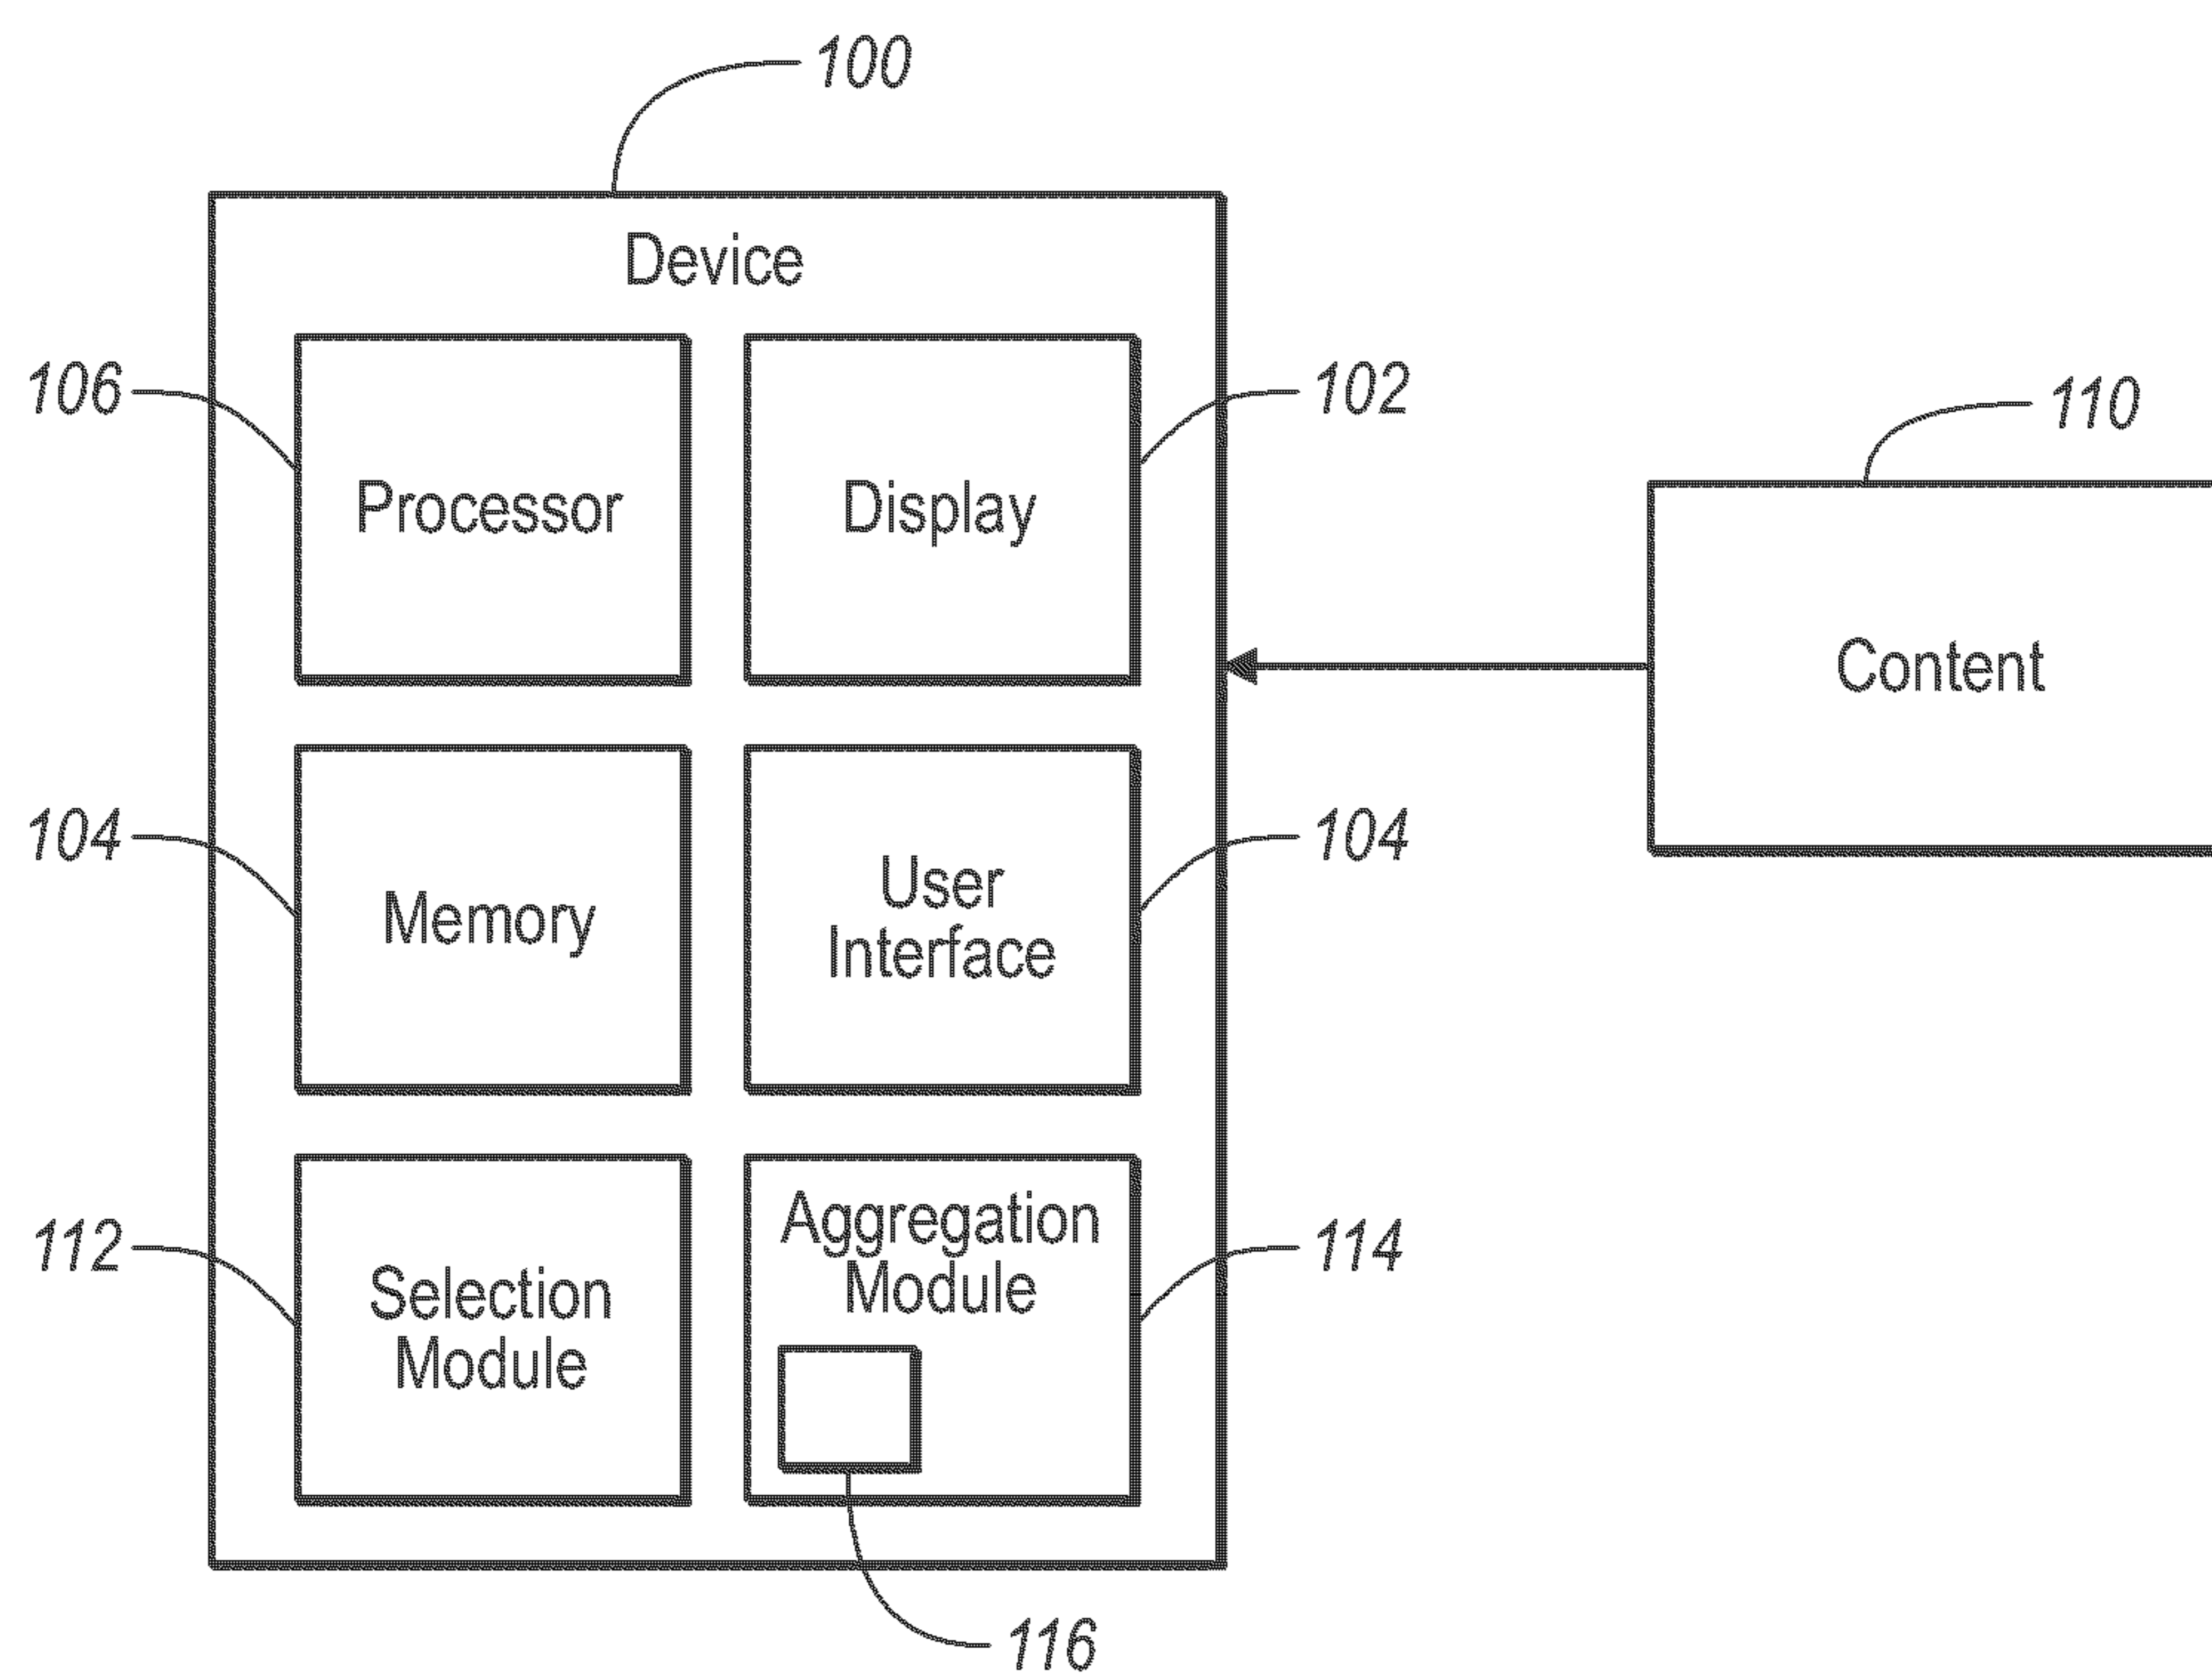 100
Device
106
Processor
Display
102
110
Content
104
Memory
User
Interface
104
112
Selection
Module
Aggregation
Module
114
116